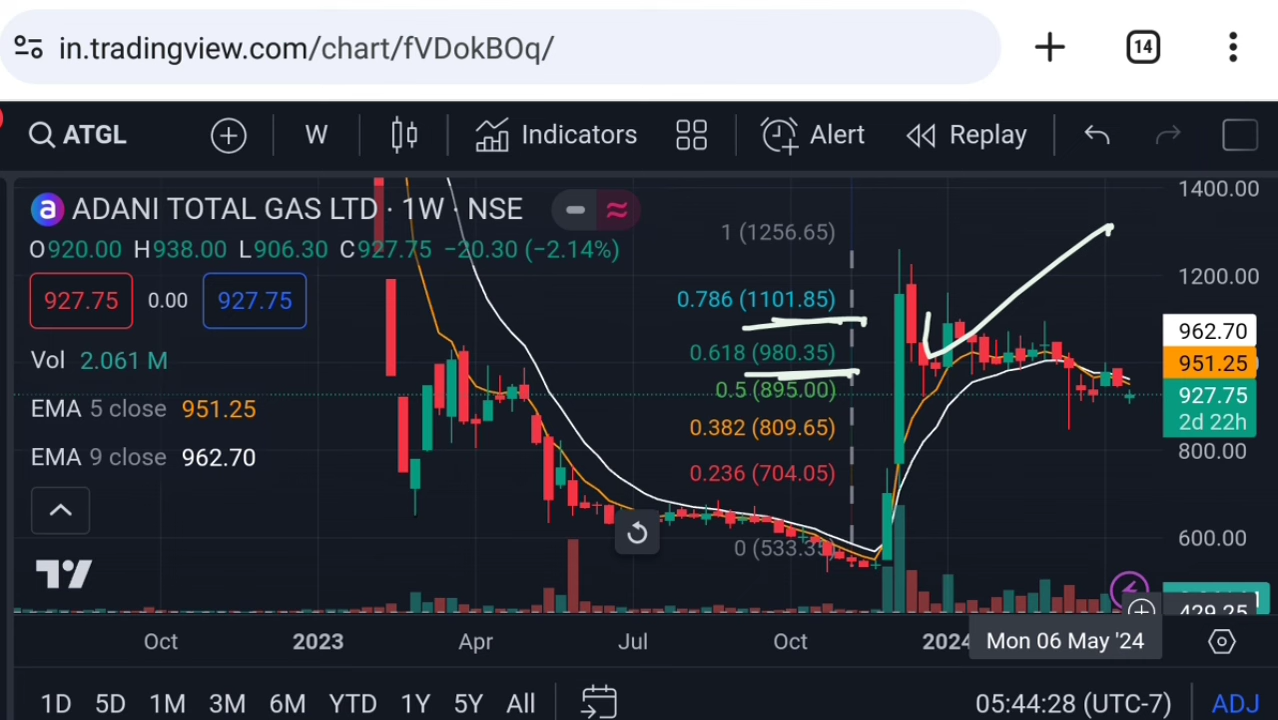 in.tradingview.com/chart/fVDokBOq/
14
ATGL
W
Indicators
Alert
Replay
ADANI TOTAL GAS LTD · 1W · NSE
O920.00 H938.00 L906.30 C927.75 −20.30 (−2.14%)
927.75 0.00 927.75
Vol 2.061 M
EMA 5 close 951.25
EMA 9 close 962.70
1 (1256.65)
0.786 (1101.85)
0.618 (980.35)
0.5 (895.00)
0.382 (809.65)
0.236 (704.05)
0 (533.35)
1400.00
1200.00
962.70
951.25
927.75
2d 22h
800.00
600.00
429.25
Oct 2023 Apr Jul Oct 2024 Mon 06 May '24
1D 5D 1M 3M 6M YTD 1Y 5Y All 05:44:28 (UTC-7) ADJ